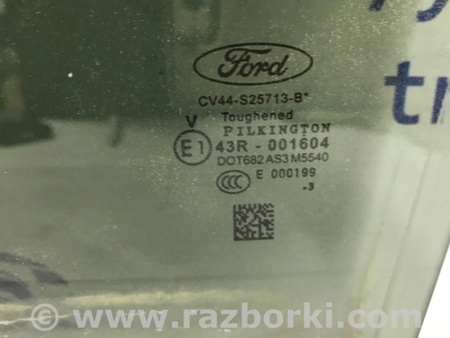 Ford
CV44-S25713-B*
Toughened
V
PILKINGTON
E1 43R - 001604
DOT682 AS3 M5540
CCC E 000199
.3
tr
www.razborki.com